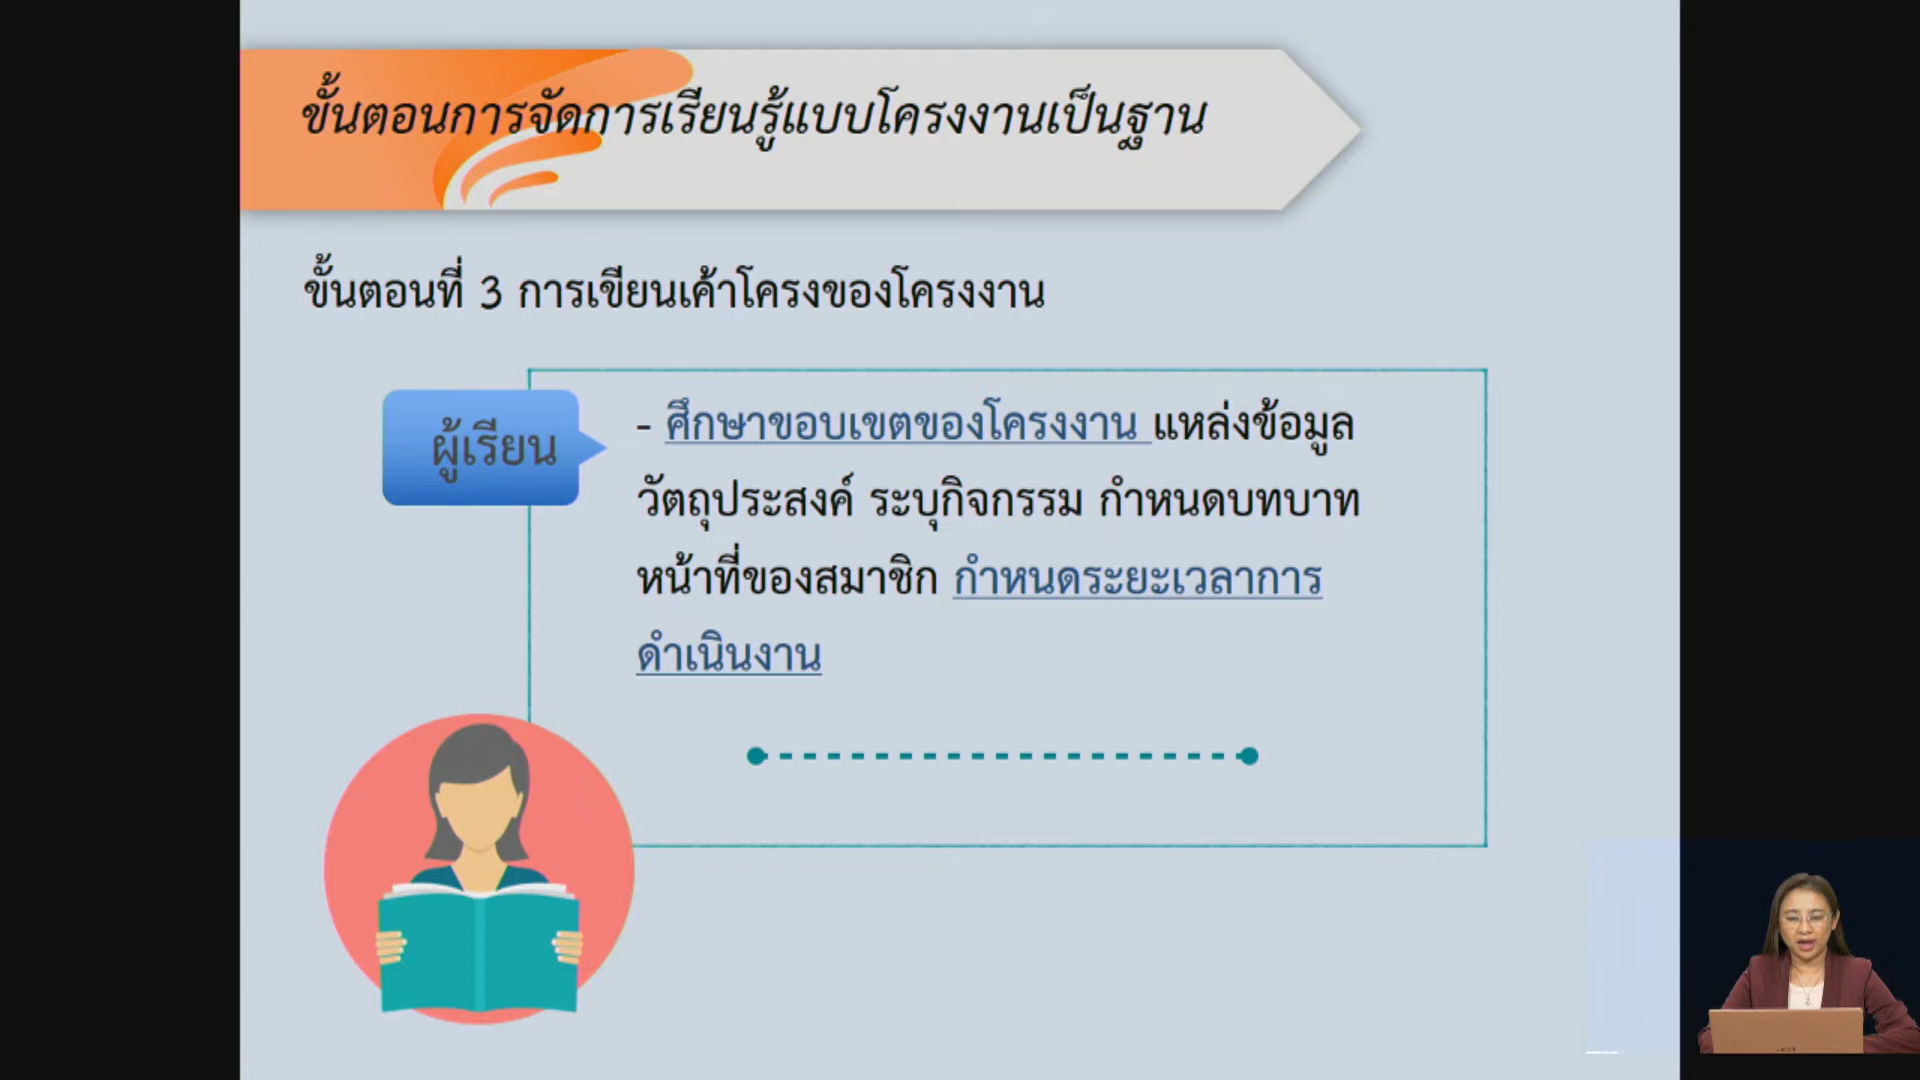 ขั้นตอนการจัดการเรียนรู้แบบโครงงานเป็นฐาน
ขั้นตอนที่ 3 การเขียนเค้าโครงของโครงงาน
ผู้เรียน
- ศึกษาขอบเขตของโครงงาน แหล่งข้อมูล
วัตถุประสงค์ ระบุกิจกรรม กำหนดบทบาท
หน้าที่ของสมาชิก กำหนดระยะเวลาการ
ดำเนินงาน